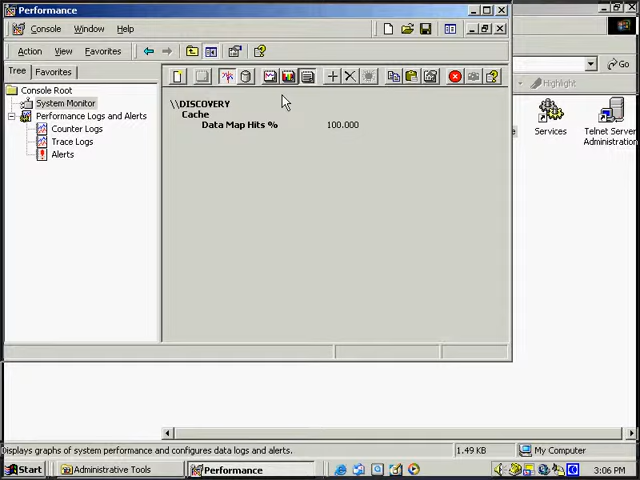 Performance
Console Window Help
Action View Favorites
Go
Tree Favorites
Highlight
Console Root
System Monitor
Performance Logs and Alerts
Counter Logs
Trace Logs
Alerts
\\DISCOVERY
Cache
Data Map Hits % 100.000
Services
Telnet Server
Administration
Displays graphs of system performance and configures data logs and alerts.
1.49 KB
My Computer
Start
Administrative Tools
Performance
3:06 PM